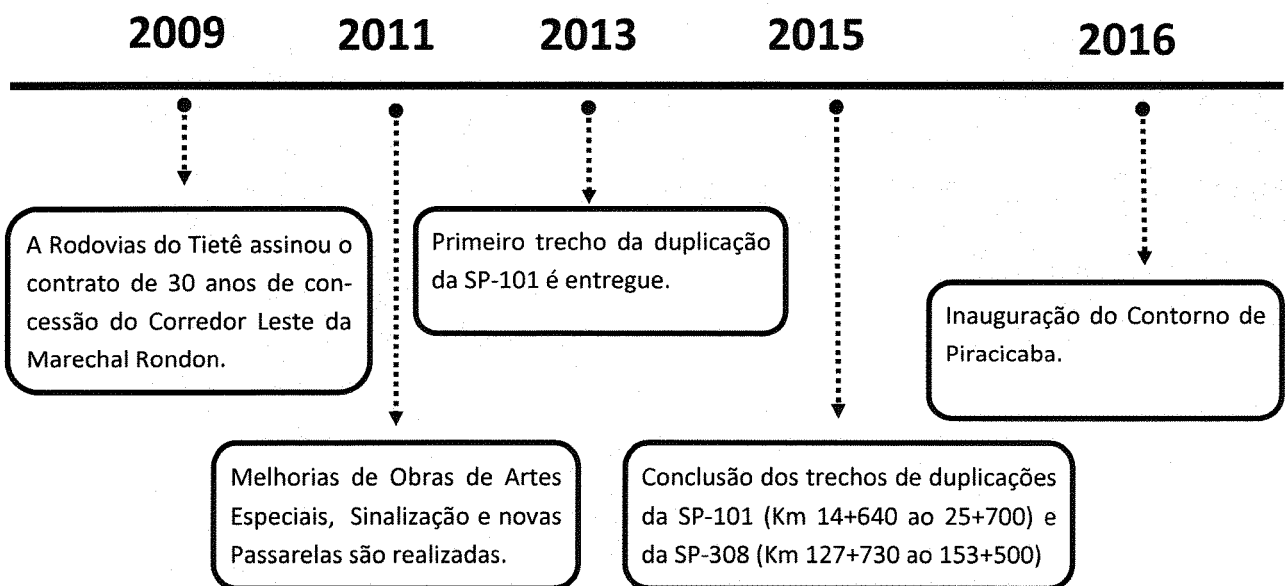 2009 2011 2013 2015 2016
A Rodovias do Tietê assinou o
contrato de 30 anos de con-
cessão do Corredor Leste da
Marechal Rondon.
Melhorias de Obras de Artes
Especiais, Sinalização e novas
Passarelas são realizadas.
Primeiro trecho da duplicação
da SP-101 é entregue.
Conclusão dos trechos de duplicações
da SP-101 (Km 14+640 ao 25+700) e
da SP-308 (Km 127+730 ao 153+500)
Inauguração do Contorno de
Piracicaba.